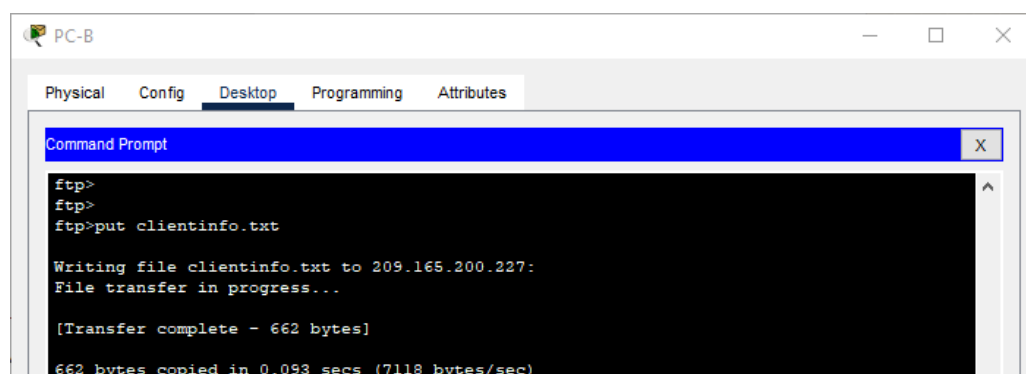 PC-B
Physical Config Desktop Programming Attributes
Command Prompt
X
ftp>
ftp>
ftp>put clientinfo.txt
Writing file clientinfo.txt to 209.165.200.227:
File transfer in progress...
[Transfer complete - 662 bytes]
662 bytes copied in 0.093 secs (7118 bytes/sec)